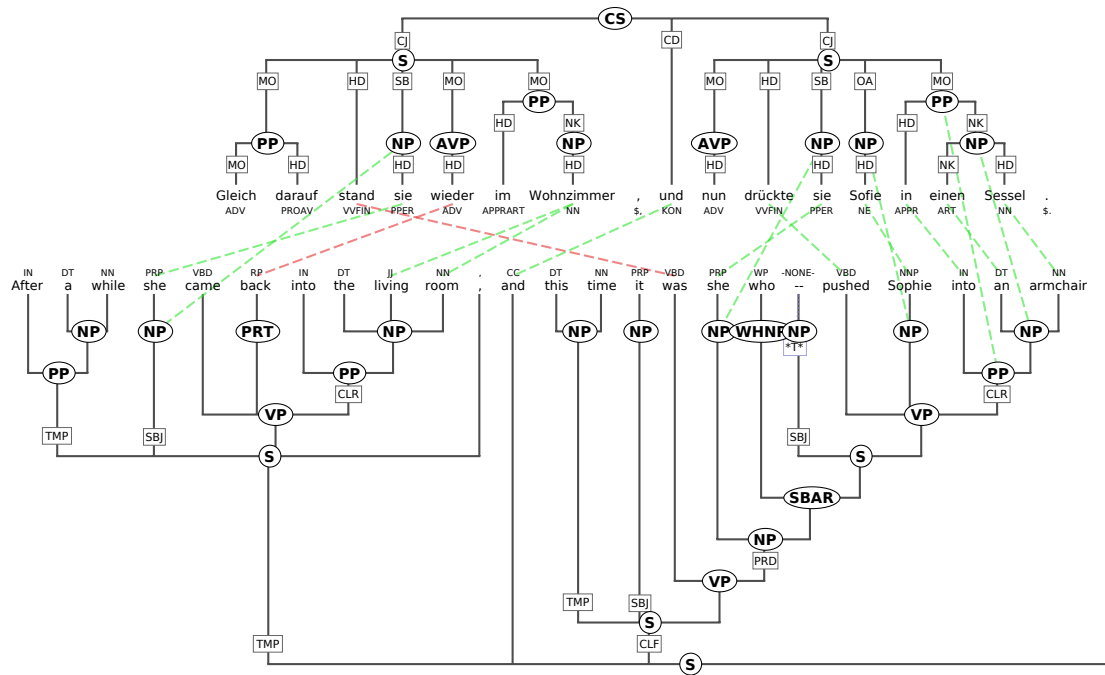 CS
CJ CD CJ
S S
MO HD SB MO MO MO HD SB OA MO
PP PP
HD NK HD NK
PP NP AVP NP AVP NP NP NP
MO HD HD HD HD HD HD HD NK HD
Gleich darauf stand sie wieder im Wohnzimmer , und nun drückte sie Sofie in einen Sessel .
ADV PROAV VVFIN PPER ADV APPRART NN $, KON ADV VVFIN PPER NE APPR ART NN $.
IN DT NN PRP VBD RP IN DT JJ NN , CC DT NN PRP VBD PRP WP -NONE- VBD NNP IN DT NN
After a while she came back into the living room , and this time it was she who -- pushed Sophie into an armchair
NP NP PRT NP NP NP NP WHNP NP NP NP
*T*
PP PP PP
CLR CLR
VP VP
TMP SBJ SBJ
S S
SBAR
NP
PRD
VP
TMP SBJ
S
TMP CLF
S